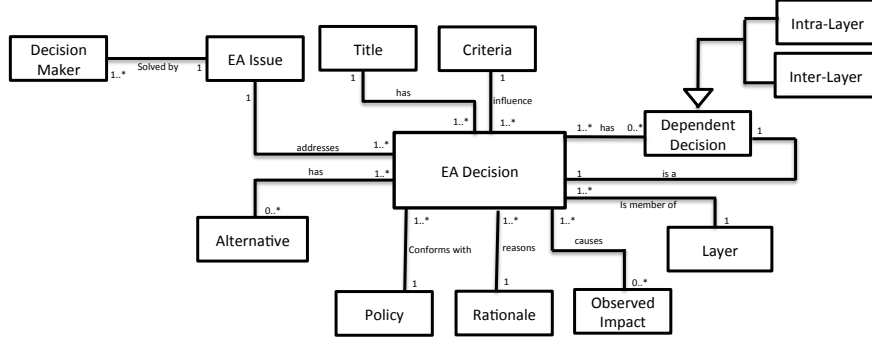 Intra-Layer
Inter-Layer
Decision
Maker
Solved by
1..*
1
EA Issue
Title
Criteria
1
1
1
has
influence
1..*
1..*
1..*
has
0..*
Dependent
Decision
1
addresses
1..*
EA Decision
has
1..*
1
is a
1..*
Is member of
1
0..*
Alternative
1..*
1..*
1..*
Layer
Conforms with
reasons
causes
1
1
0..*
Policy
Rationale
Observed
Impact